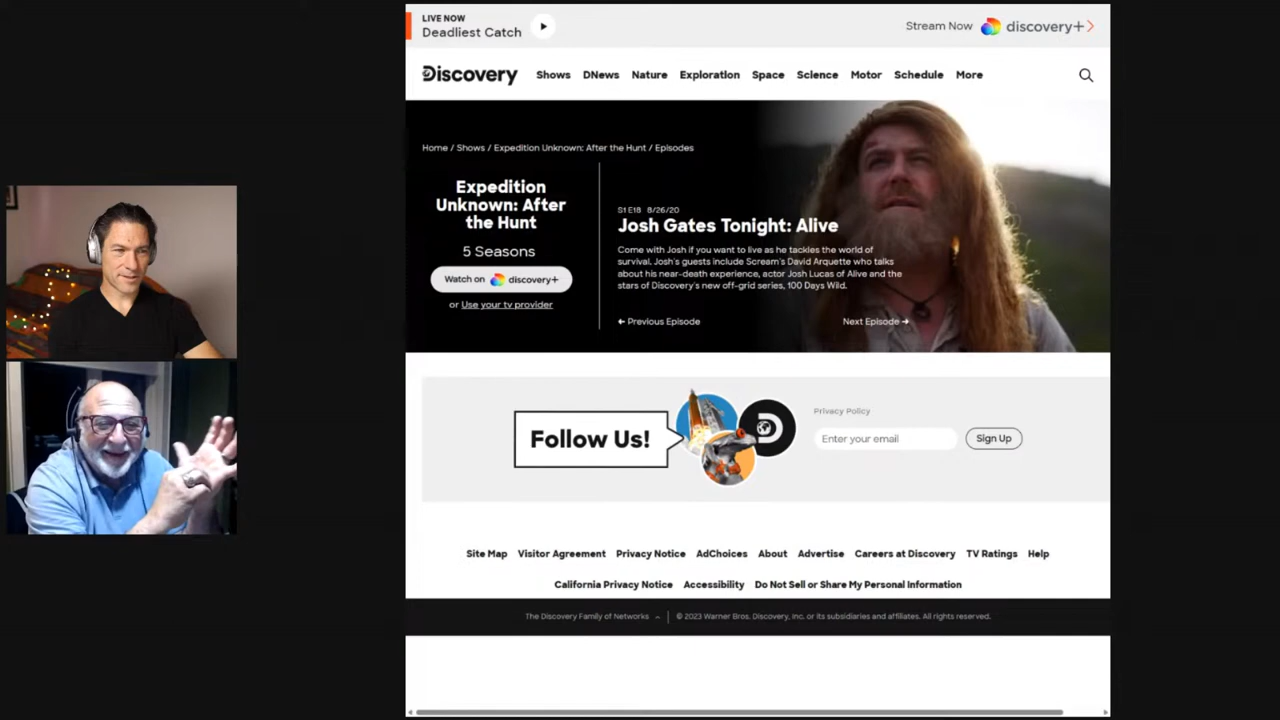 LIVE NOW
Deadliest Catch
Stream Now discovery+
Discovery Shows DNews Nature Exploration Space Science Motor Schedule More
Home / Shows / Expedition Unknown: After the Hunt / Episodes
Expedition
Unknown: After
the Hunt
5 Seasons
Watch on discovery+
or Use your tv provider
S1 E18 8/26/20
Josh Gates Tonight: Alive
Come with Josh if you want to live as he tackles the world of
survival. Josh's guests include Scream's David Arquette who talks
about his near-death experience, actor Josh Lucas of Alive and the
stars of Discovery's new off-grid series, 100 Days Wild.
← Previous Episode Next Episode →
Follow Us!
D
Privacy Policy
Enter your email Sign Up
Site Map Visitor Agreement Privacy Notice AdChoices About Advertise Careers at Discovery TV Ratings Help
California Privacy Notice Accessibility Do Not Sell or Share My Personal Information
The Discovery Family of Networks | © 2023 Warner Bros. Discovery, Inc. or its subsidiaries and affiliates. All rights reserved.